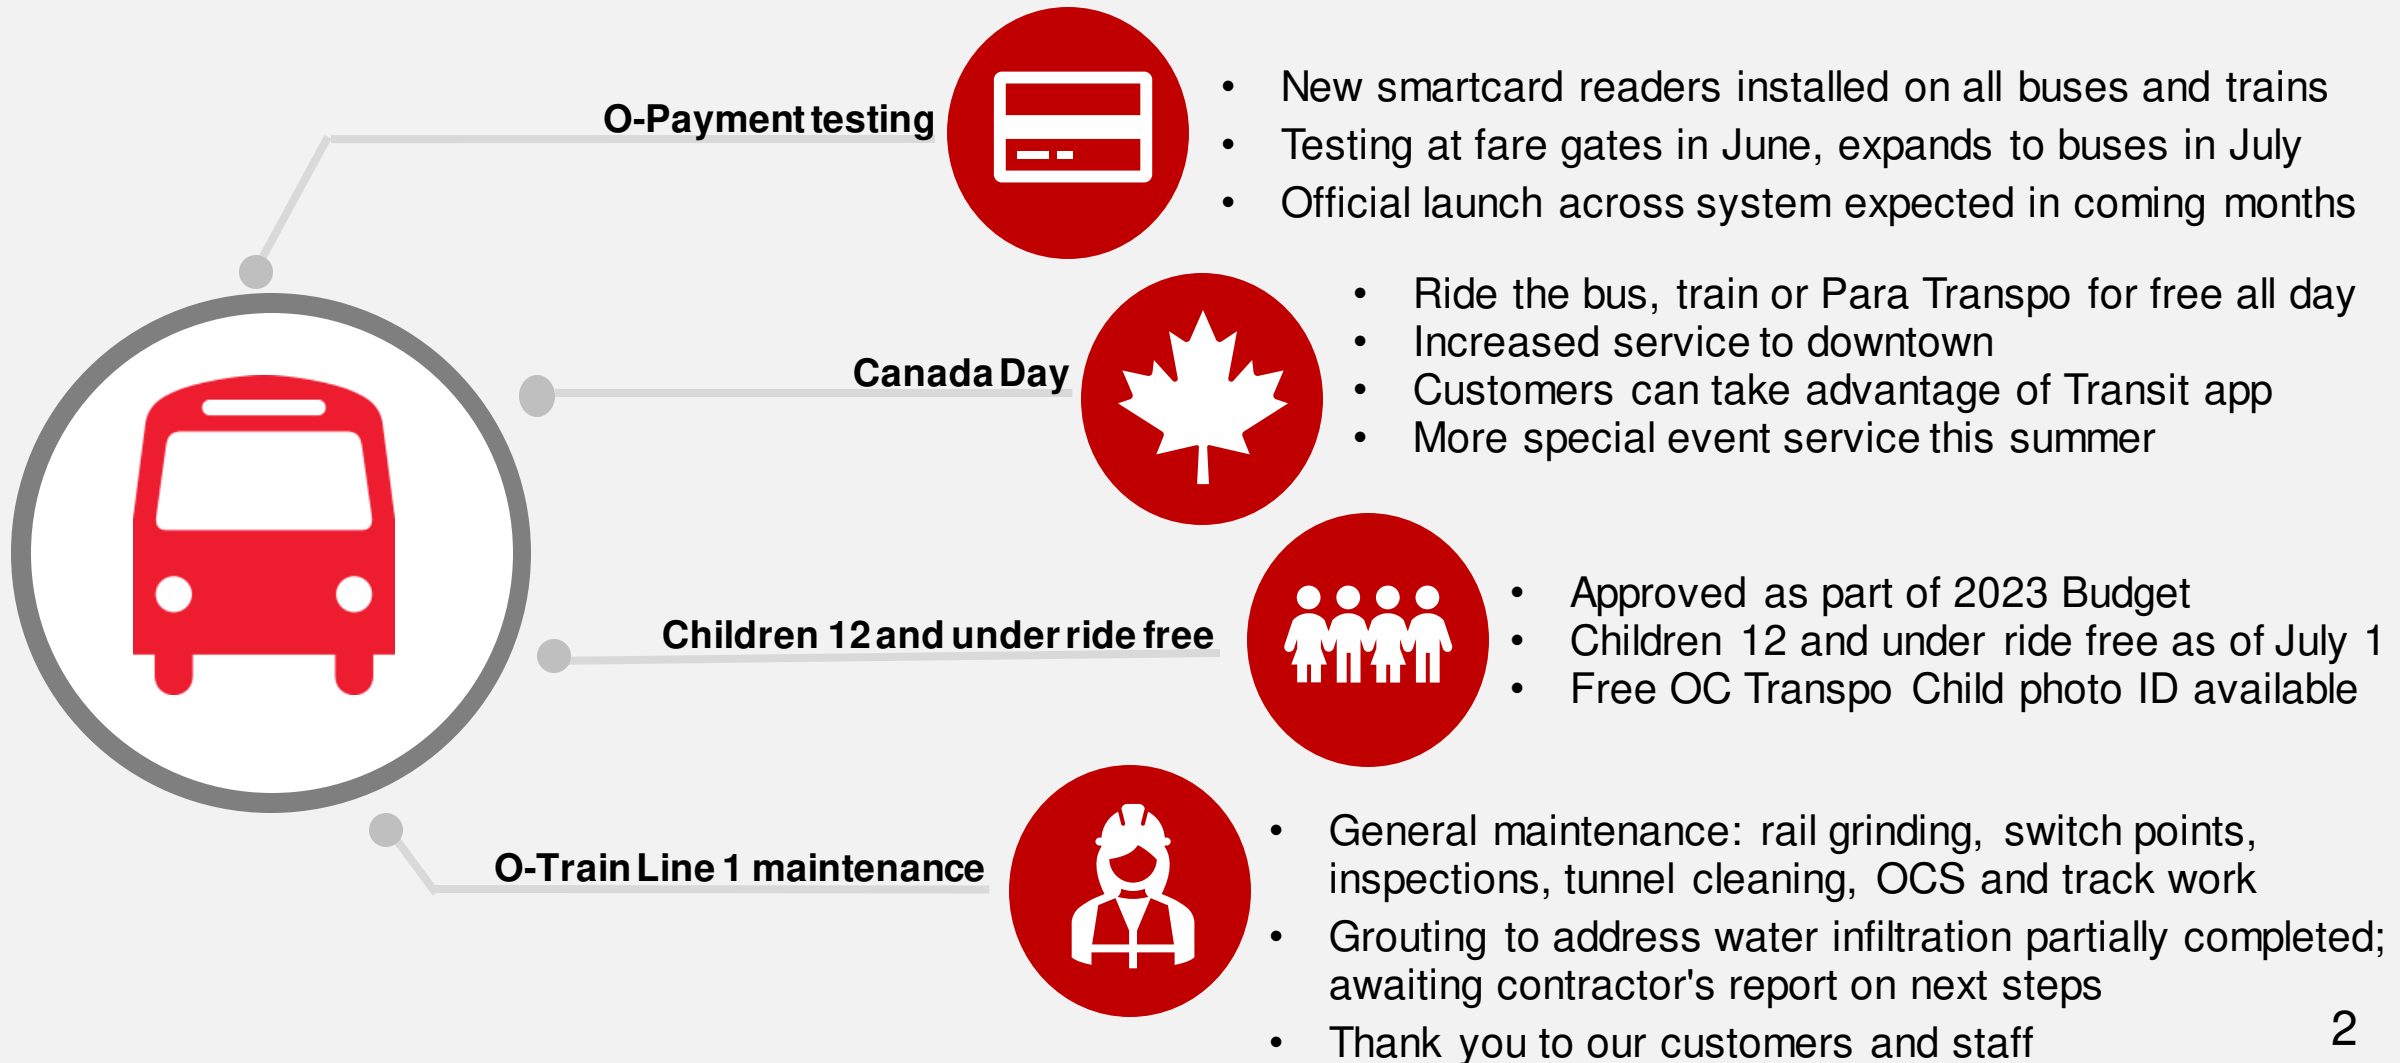 O-Payment testing
• New smartcard readers installed on all buses and trains
• Testing at fare gates in June, expands to buses in July
• Official launch across system expected in coming months
Canada Day
• Ride the bus, train or Para Transpo for free all day
• Increased service to downtown
• Customers can take advantage of Transit app
• More special event service this summer
Children 12 and under ride free
• Approved as part of 2023 Budget
• Children 12 and under ride free as of July 1
• Free OC Transpo Child photo ID available
O-Train Line 1 maintenance
• General maintenance: rail grinding, switch points,
inspections, tunnel cleaning, OCS and track work
• Grouting to address water infiltration partially completed;
awaiting contractor's report on next steps
• Thank you to our customers and staff
2